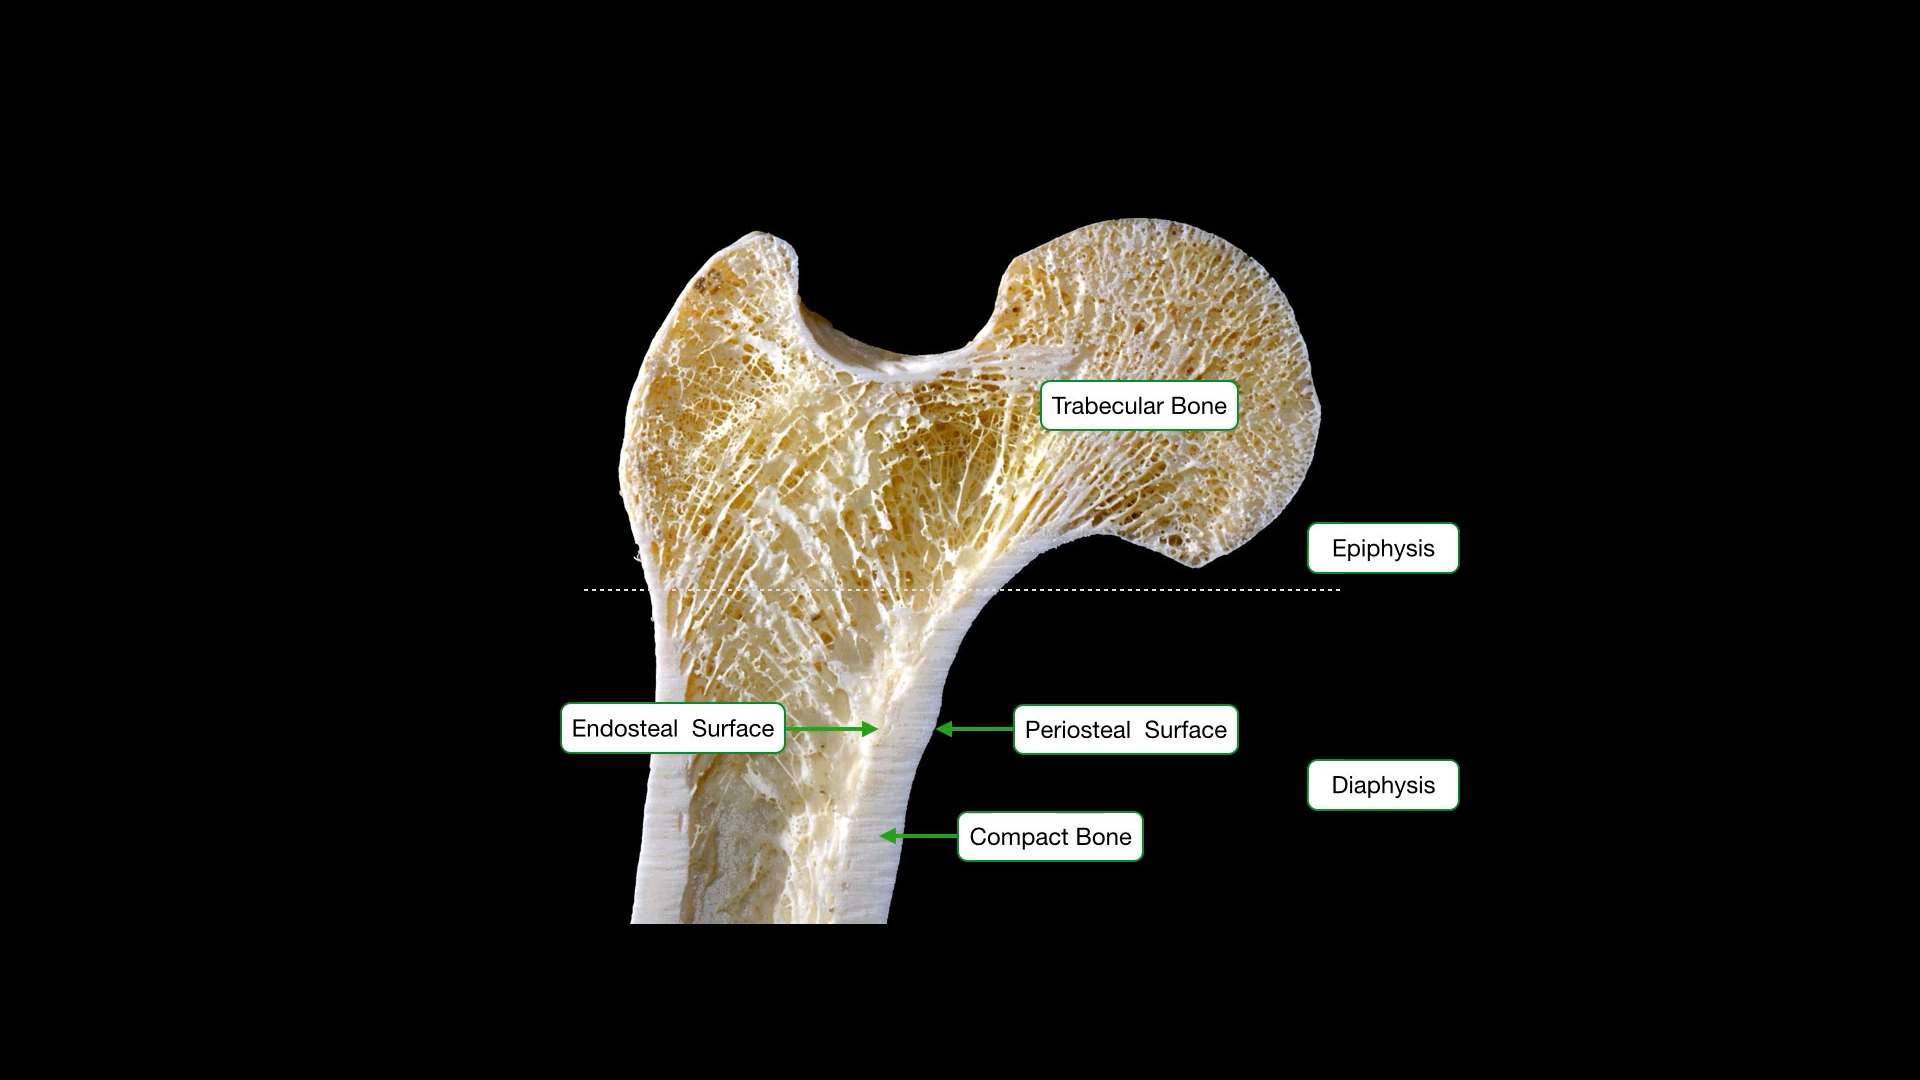 Trabecular Bone
Epiphysis
Endosteal  Surface
Periosteal  Surface
Diaphysis
Compact Bone